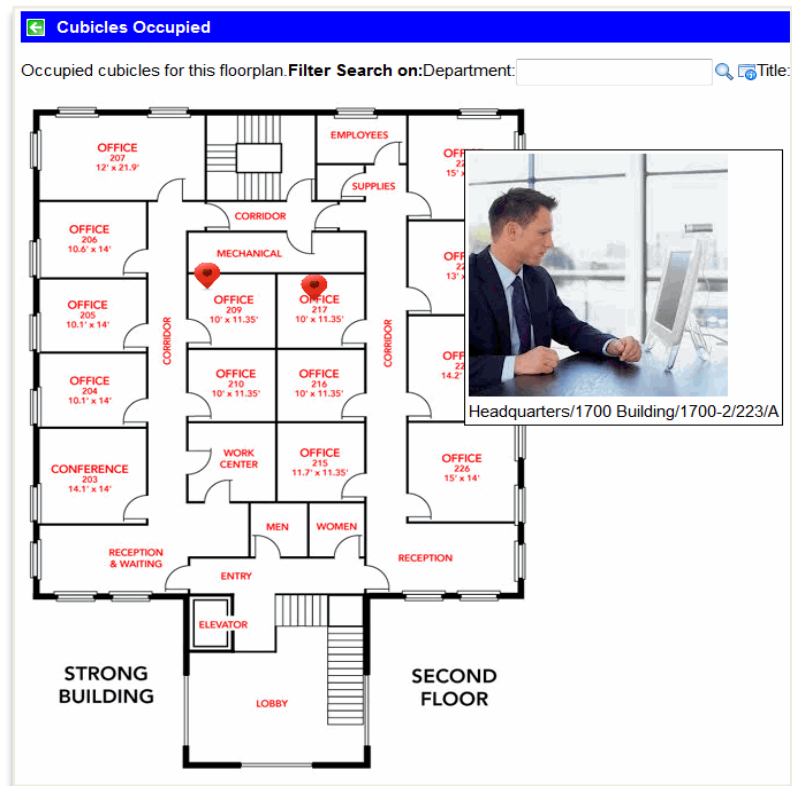 Cubicles Occupied
Occupied cubicles for this floorplan.Filter Search on:Department:
Title:
EMPLOYEES
OFFICE
207
12' x 21.9'
SUPPLIES
CORRIDOR
OFFICE
206
10.6' x 14'
MECHANICAL
OFFICE
205
10.1' x 14'
CORRIDOR
OFFICE
209
10' x 11.35'
OFFICE
217
10' x 11.35'
CORRIDOR
OFFICE
204
10.1' x 14'
OFFICE
210
10' x 11.35'
OFFICE
216
10' x 11.35'
Headquarters/1700 Building/1700-2/223/A
CONFERENCE
203
14.1' x 14'
WORK
CENTER
OFFICE
215
11.7' x 11.35'
OFFICE
226
15' x 14'
MEN
WOMEN
RECEPTION
& WAITING
RECEPTION
ENTRY
ELEVATOR
LOBBY
STRONG
BUILDING
SECOND
FLOOR